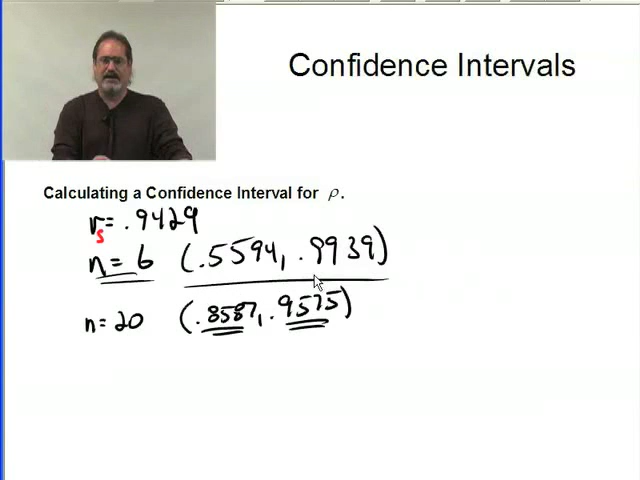 Confidence Intervals
Calculating a Confidence Interval for ρ.
rs = .9429
n = 6 (.5594, .9939)
n = 20 (.8587, .9575)